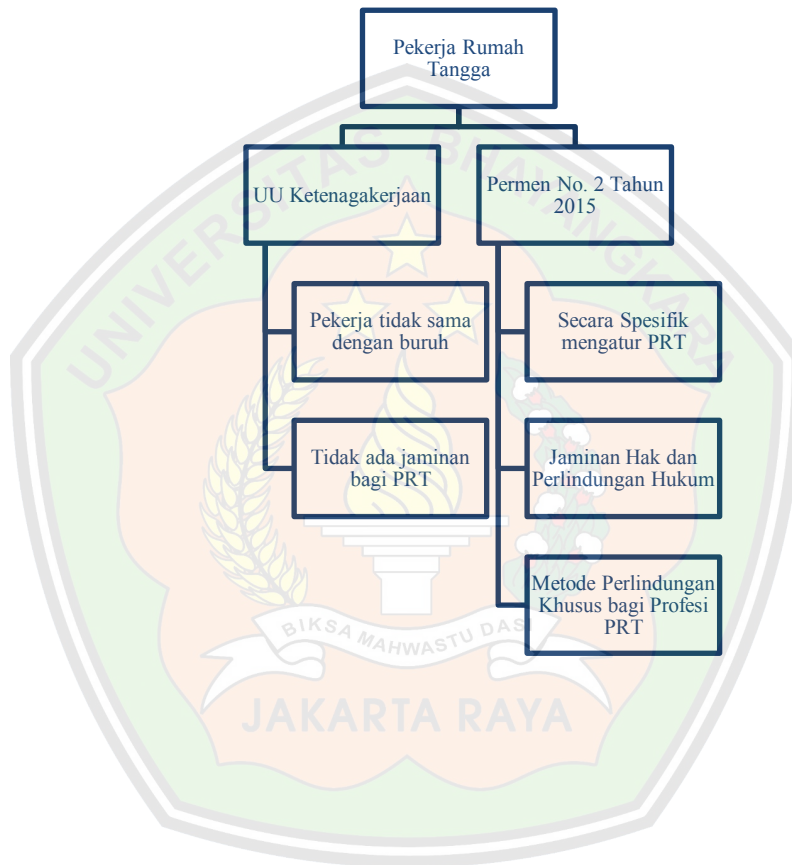 Pekerja Rumah
Tangga
UU Ketenagakerjaan
Permen No. 2 Tahun
2015
Pekerja tidak sama
dengan buruh
Tidak ada jaminan
bagi PRT
Secara Spesifik
mengatur PRT
Jaminan Hak dan
Perlindungan Hukum
Metode Perlindungan
Khusus bagi Profesi
PRT
UNIVERSITAS BHAYANGKARA
BIKSA MAHWASTU DASI
JAKARTA RAYA